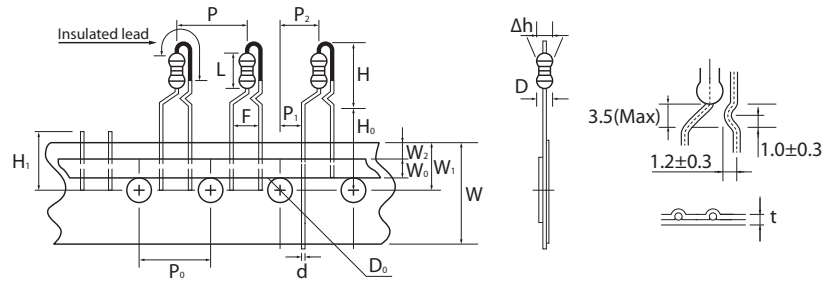 P
P₂
Insulated lead
L
H
F
P₁
H₀
H₁
W₂
W₀
W₁
W
P₀
d
D₀
Δh
D
3.5(Max)
1.2±0.3
1.0±0.3
t